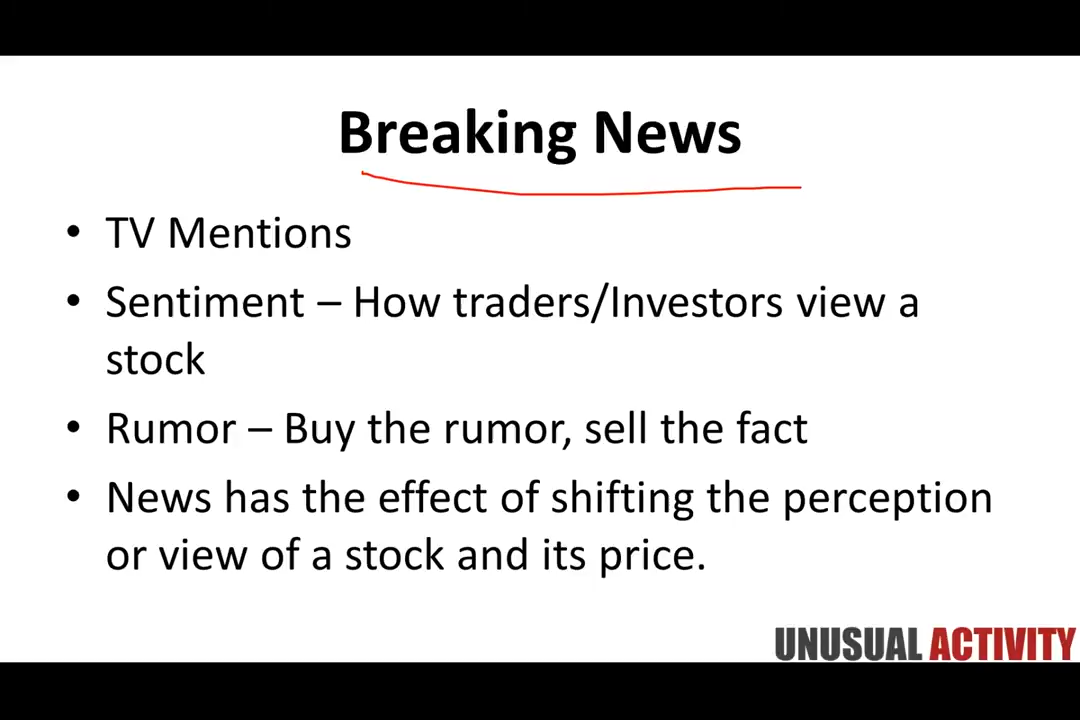 Breaking News
• TV Mentions
• Sentiment – How traders/Investors view a
stock
• Rumor – Buy the rumor, sell the fact
• News has the effect of shifting the perception
or view of a stock and its price.
UNUSUAL ACTIVITY